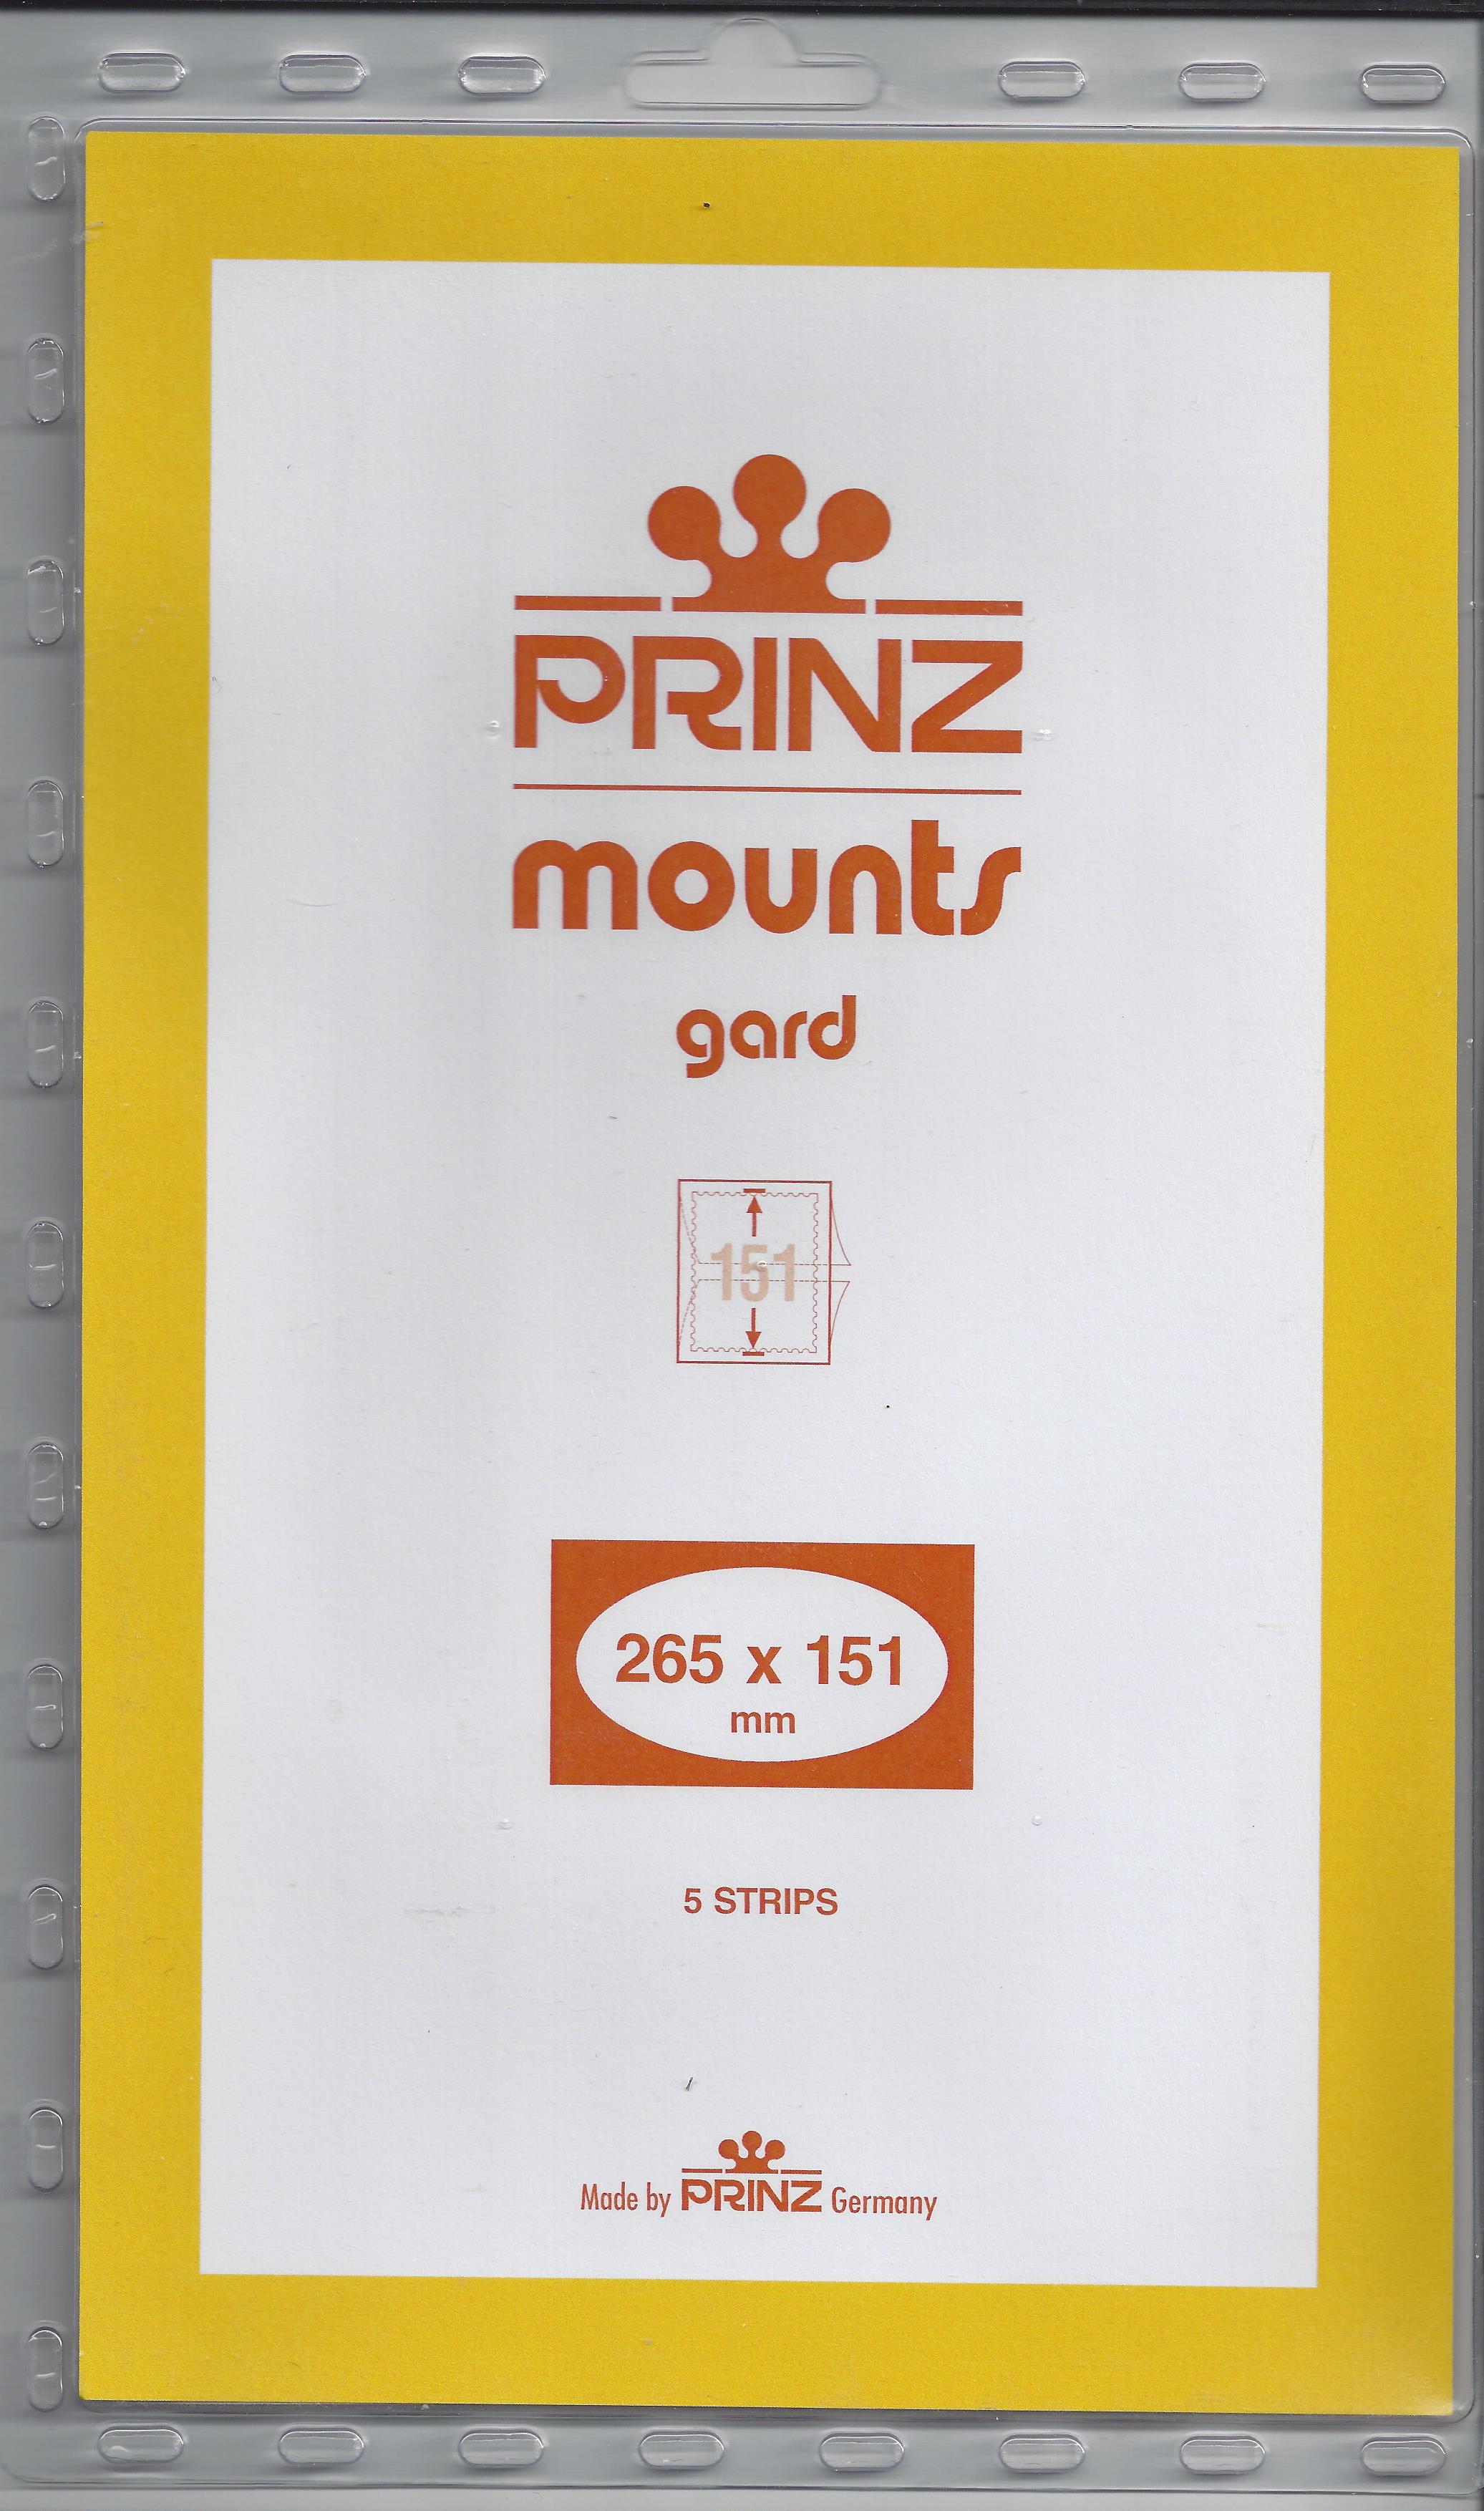 PRINZ
mounts
gard
151
265 x 151
mm
5 STRIPS
Made by PRINZ Germany